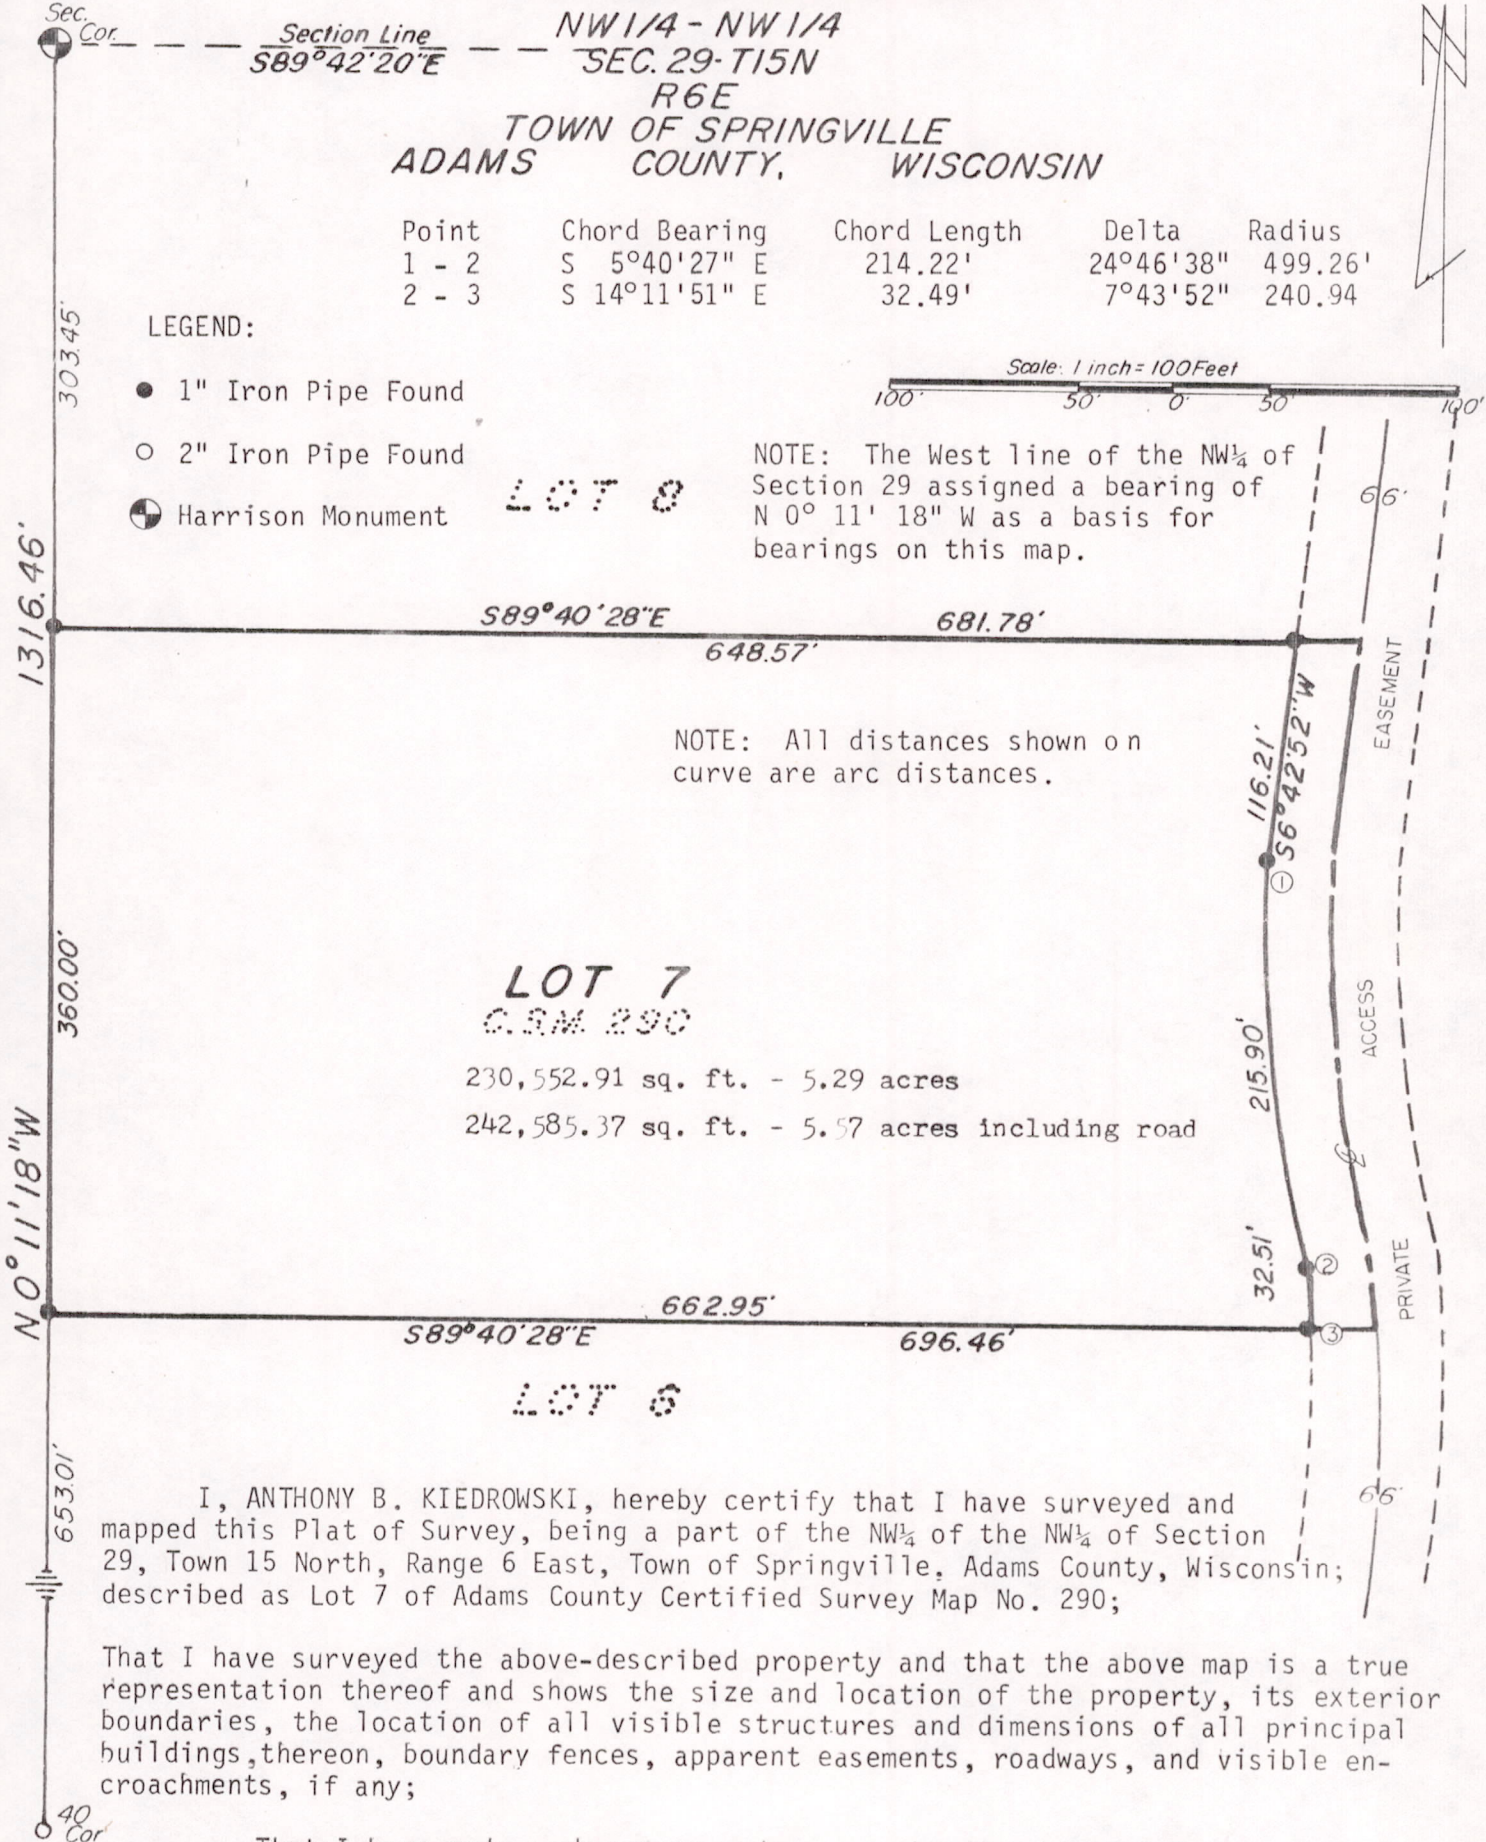 Sec.
Cor.
Section Line
S89°42'20"E
NW 1/4 - NW 1/4
SEC. 29- T15N
R6E
TOWN OF SPRINGVILLE
ADAMS COUNTY, WISCONSIN
N
Point Chord Bearing Chord Length Delta Radius
1 - 2 S 5°40'27" E 214.22' 24°46'38" 499.26'
2 - 3 S 14°11'51" E 32.49' 7°43'52" 240.94
LEGEND:
1" Iron Pipe Found
2" Iron Pipe Found
Harrison Monument
303.45'
Scale: 1 inch = 100 Feet
100' 50' 0' 50' 100'
NOTE: The West line of the NW¼ of
Section 29 assigned a bearing of
N 0° 11' 18" W as a basis for
bearings on this map.
LOT 8
66'
1316.46'
S89°40'28"E 681.78'
648.57'
NOTE: All distances shown on
curve are arc distances.
116.21'
S6°42'52"W
EASEMENT
1
360.00'
LOT 7
C.S.M. 290
230,552.91 sq. ft. - 5.29 acres
242,585.37 sq. ft. - 5.57 acres including road
215.90'
ACCESS
N 0° 11' 18" W
32.51'
2
PRIVATE
662.95'
S89°40'28"E 696.46'
3
LOT 6
653.01'
66'
I, ANTHONY B. KIEDROWSKI, hereby certify that I have surveyed and
mapped this Plat of Survey, being a part of the NW¼ of the NW¼ of Section
29, Town 15 North, Range 6 East, Town of Springville, Adams County, Wisconsin;
described as Lot 7 of Adams County Certified Survey Map No. 290;
That I have surveyed the above-described property and that the above map is a true
representation thereof and shows the size and location of the property, its exterior
boundaries, the location of all visible structures and dimensions of all principal
buildings,thereon, boundary fences, apparent easements, roadways, and visible en-
croachments, if any;
40
Cor